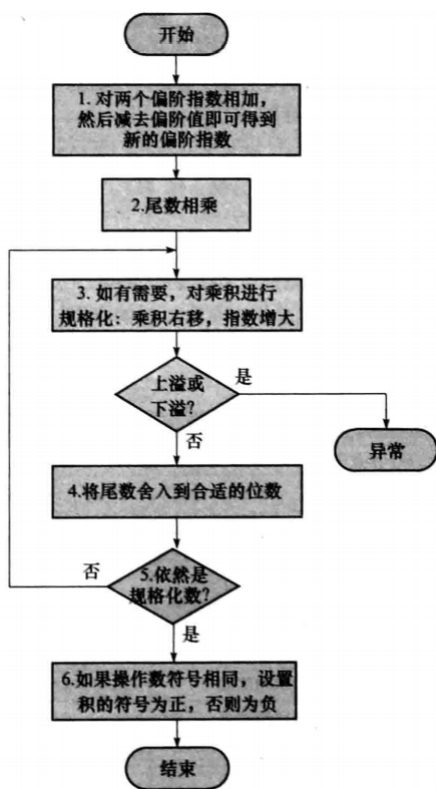 开始
1. 对两个偏阶指数相加,
然后减去偏阶值即可得到
新的偏阶指数
2.尾数相乘
3. 如有需要，对乘积进行
规格化：乘积右移，指数增大
上溢或
下溢?
是
否
异常
4.将尾数舍入到合适的位数
5.依然是
规格化数?
否
是
6.如果操作数符号相同，设置
积的符号为正，否则为负
结束